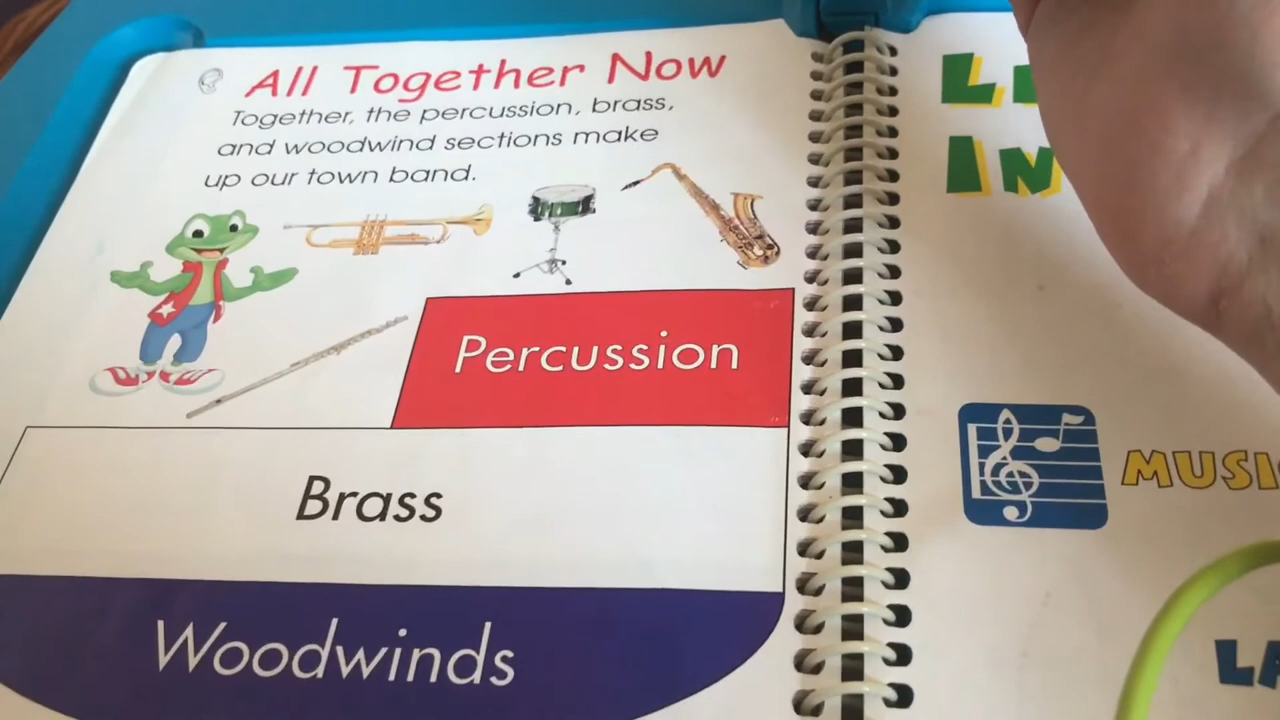 All Together Now
Together, the percussion, brass,
and woodwind sections make
up our town band.
Percussion
Brass
Woodwinds